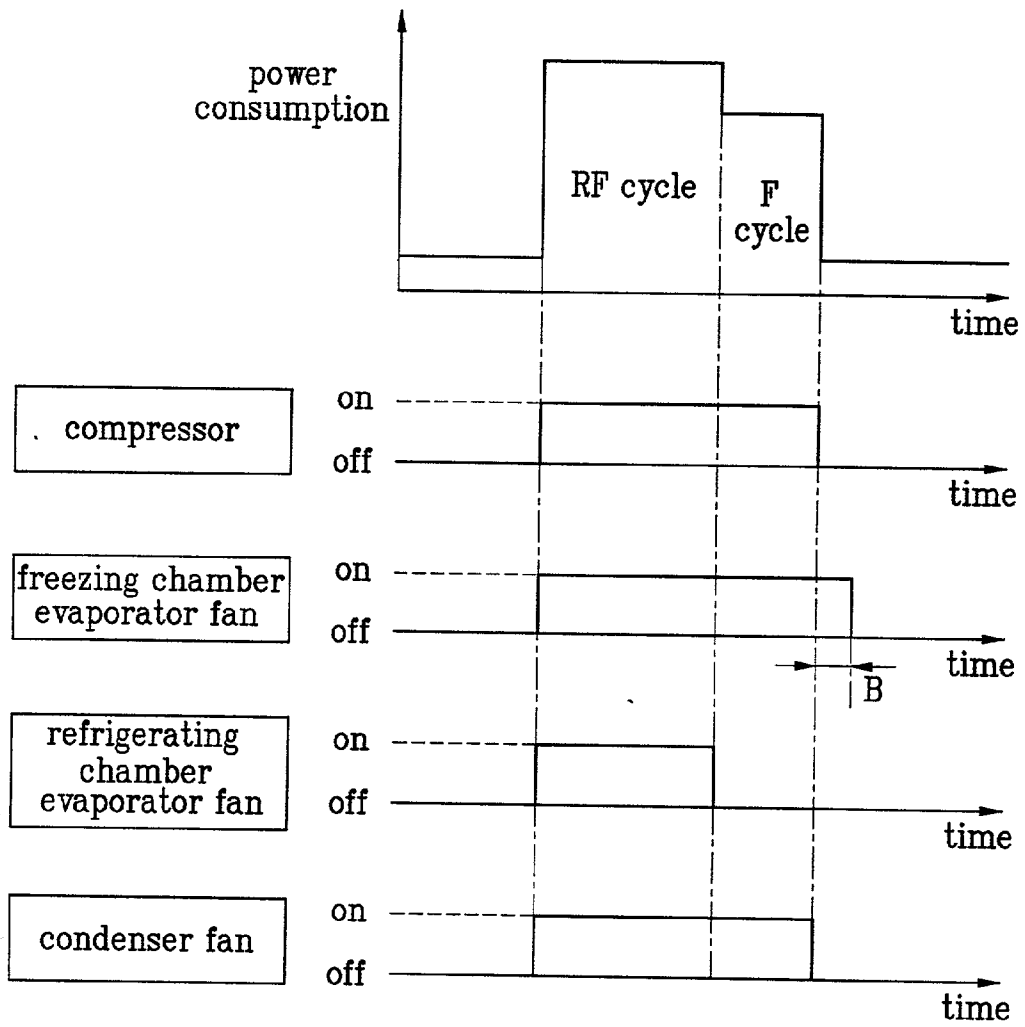 power
consumption
RF cycle
F
cycle
time
compressor
on
off
time
freezing chamber
evaporator fan
on
off
time
B
refrigerating
chamber
evaporator fan
on
off
time
condenser fan
on
off
time